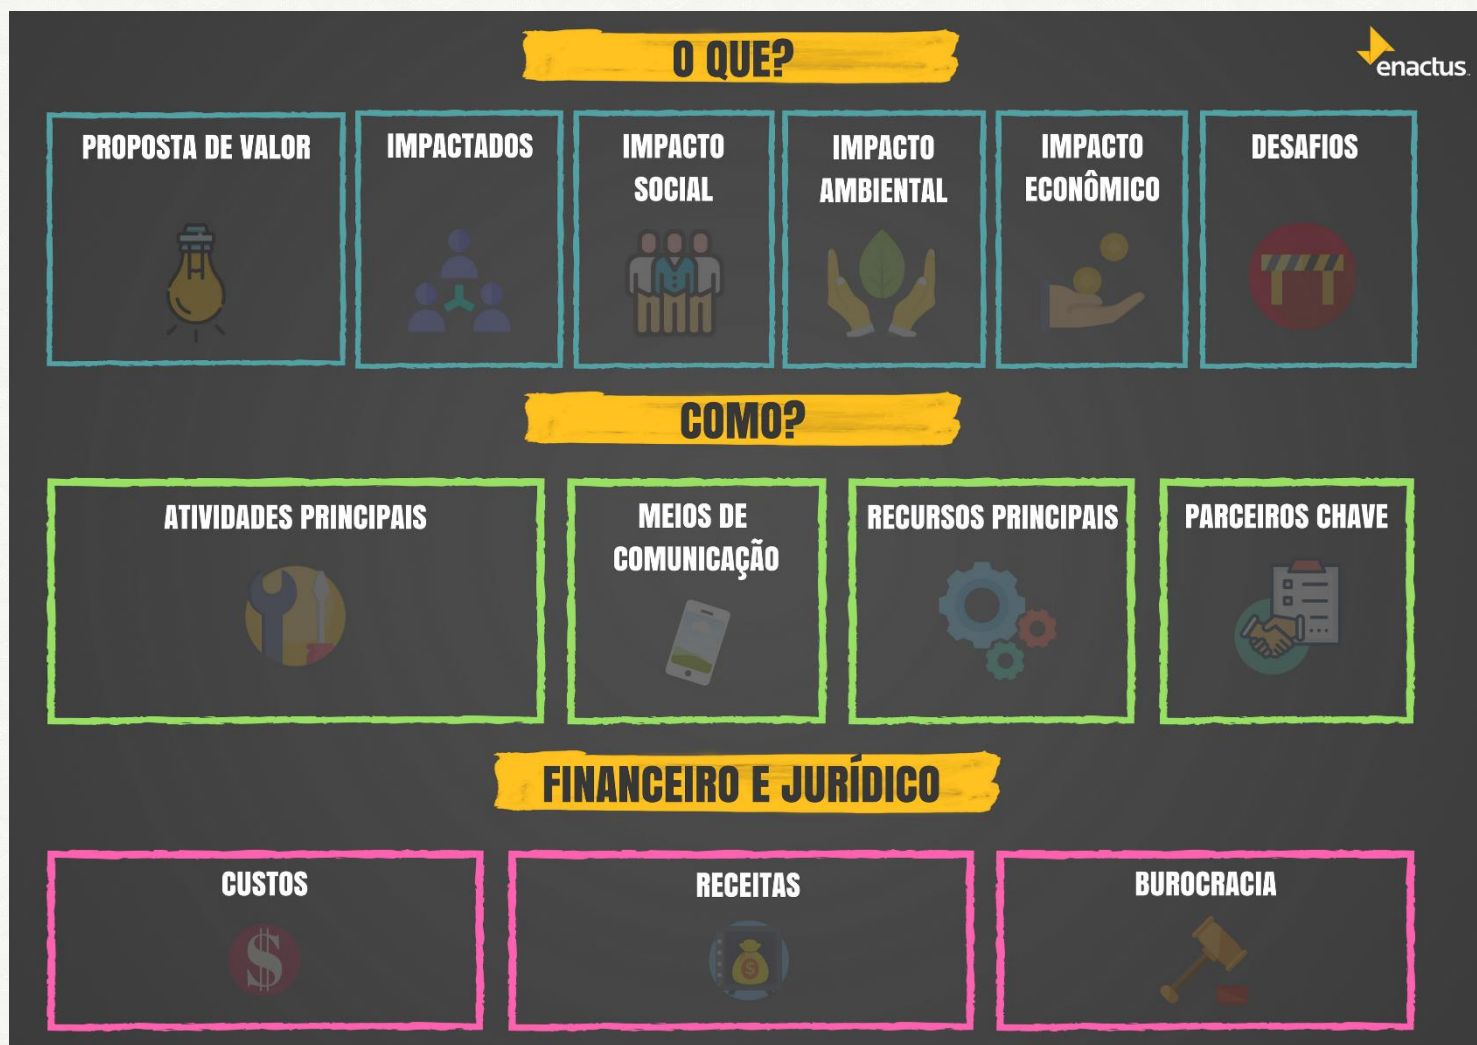 O QUE?
enactus
PROPOSTA DE VALOR
IMPACTADOS
IMPACTO
SOCIAL
IMPACTO
AMBIENTAL
IMPACTO
ECONÔMICO
DESAFIOS
COMO?
ATIVIDADES PRINCIPAIS
MEIOS DE
COMUNICAÇÃO
RECURSOS PRINCIPAIS
PARCEIROS CHAVE
FINANCEIRO E JURÍDICO
CUSTOS
$
RECEITAS
$
BUROCRACIA